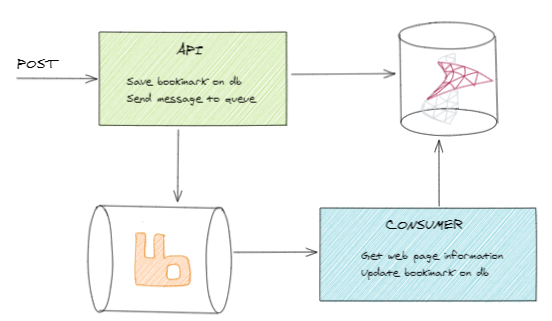 POST
API
Save bookmark on db
Send message to queue
CONSUMER
Get web page information
Update bookmark on db